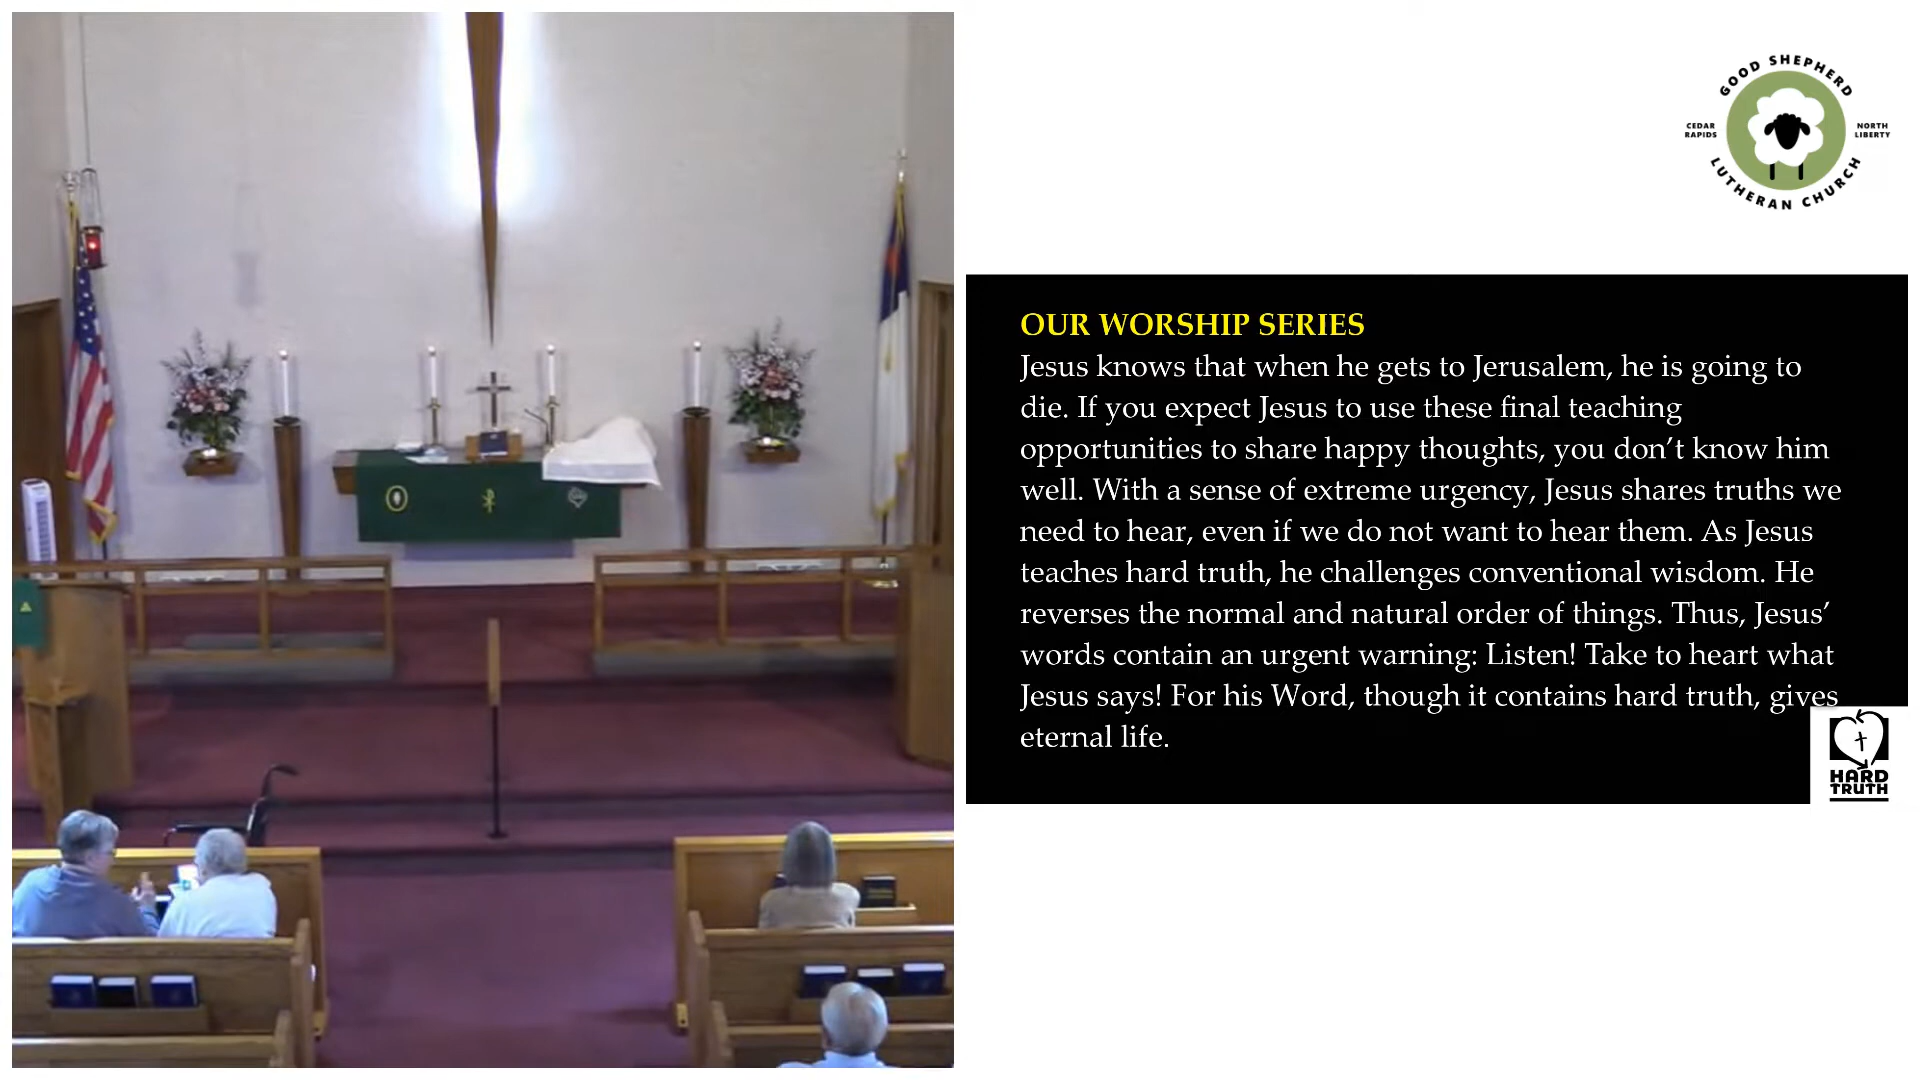 GOOD SHEPHERD
CEDAR
RAPIDS
NORTH
LIBERTY
LUTHERAN CHURCH
OUR WORSHIP SERIES
Jesus knows that when he gets to Jerusalem, he is going to
die. If you expect Jesus to use these final teaching
opportunities to share happy thoughts, you don’t know him
well. With a sense of extreme urgency, Jesus shares truths we
need to hear, even if we do not want to hear them. As Jesus
teaches hard truth, he challenges conventional wisdom. He
reverses the normal and natural order of things. Thus, Jesus’
words contain an urgent warning: Listen! Take to heart what
Jesus says! For his Word, though it contains hard truth, gives
eternal life.
HARD
TRUTH